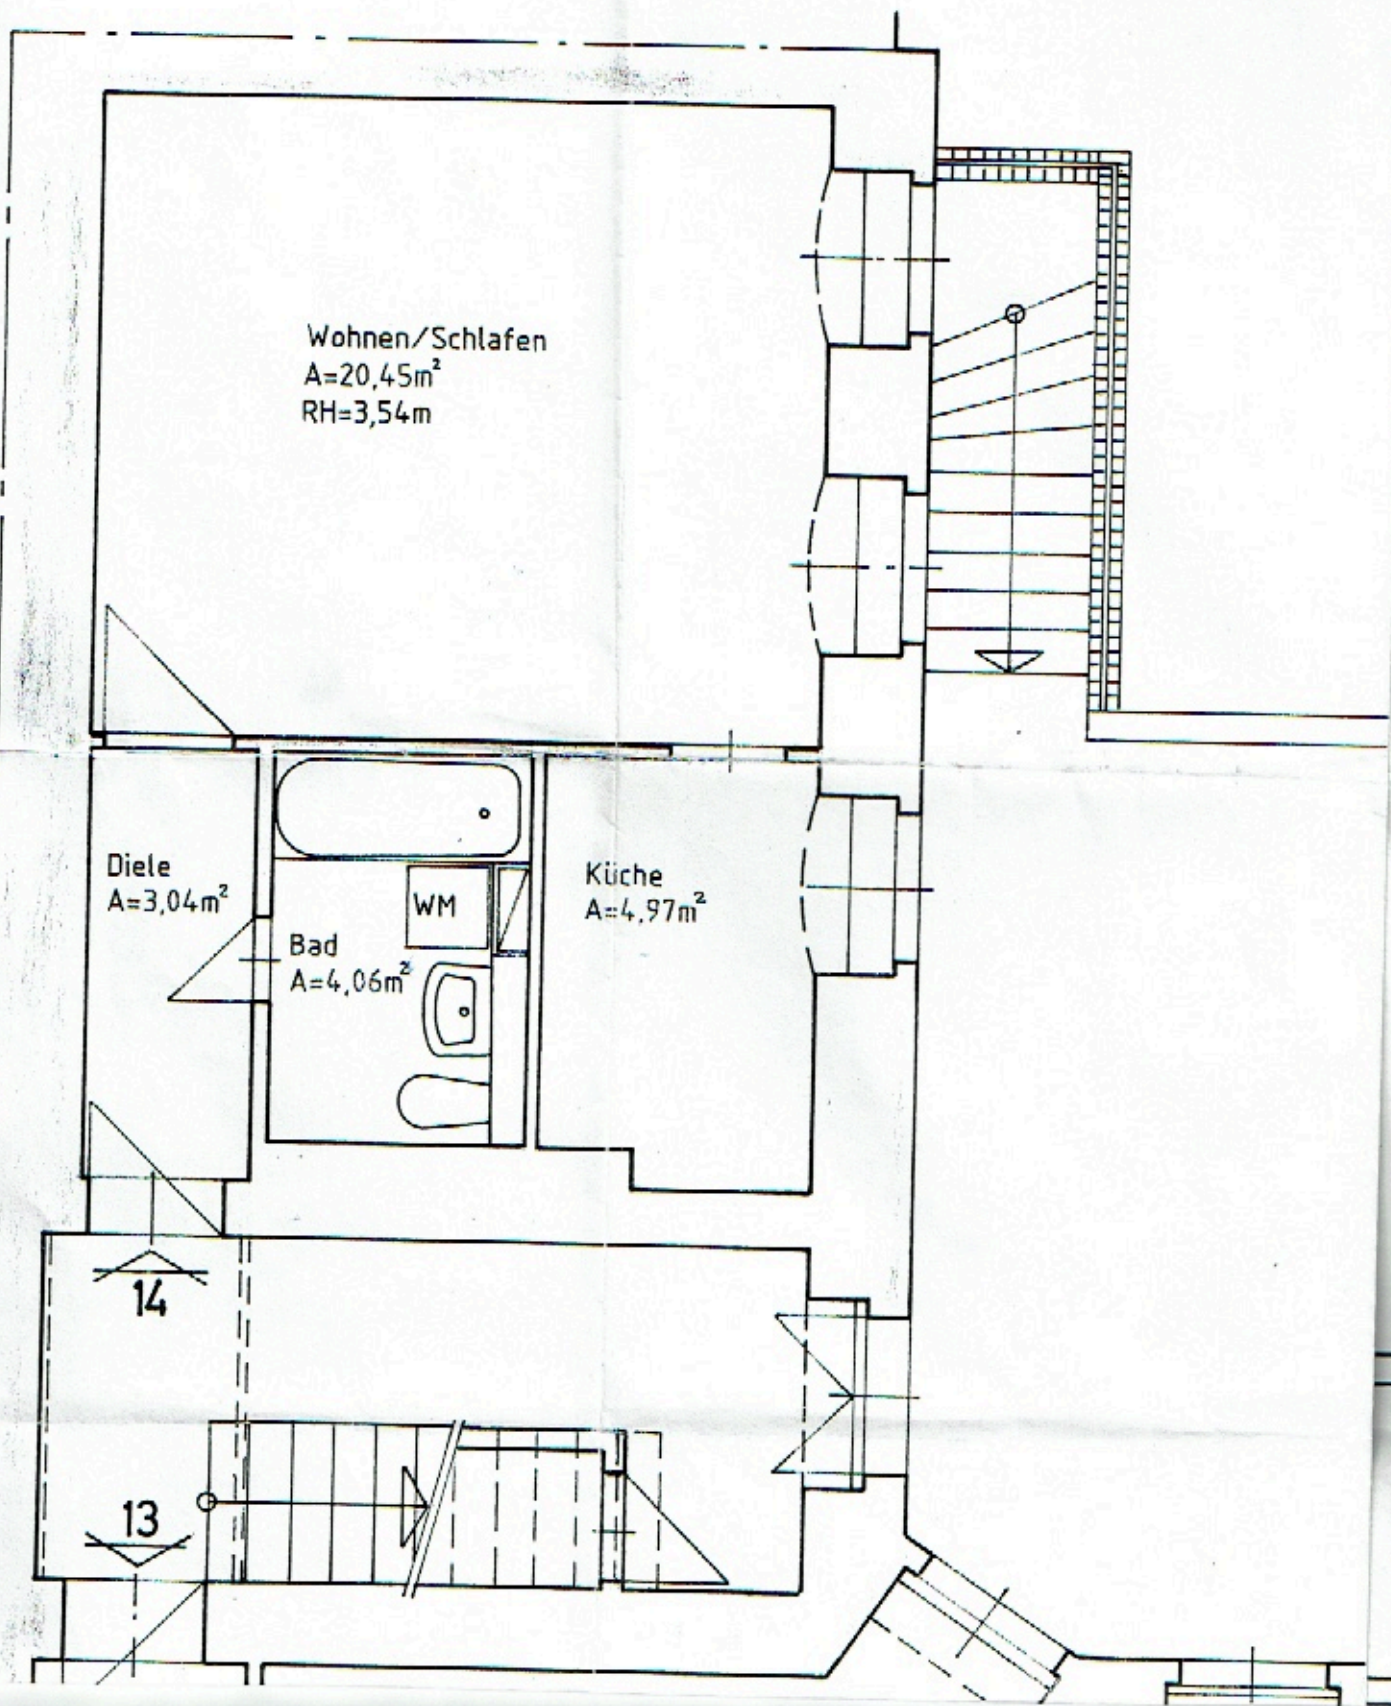 Wohnen/Schlafen
A=20,45m²
RH=3,54m
Diele
A=3,04m²
WM
Küche
A=4,97m²
Bad
A=4,06m²
14
13